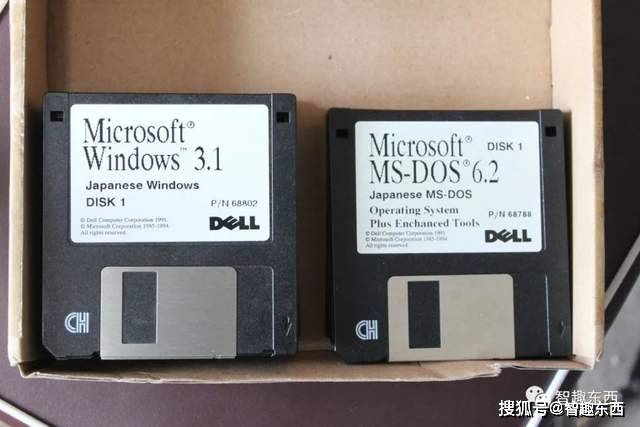 Microsoft®
Windows™ 3.1
Japanese Windows
DISK 1 P/N 68802
© Dell Computer Corporation 1991.
© Microsoft Corporation 1985-1994.
All rights reserved.
DELL
Microsoft® DISK 1
MS-DOS® 6.2
Japanese MS-DOS
Operating System P/N 68788
Plus Enchanced Tools
© Dell Computer Corporation 1991.
© Microsoft Corporation 1985-1994
All rights reserved.
DELL
智趣东西
搜狐号@智趣东西